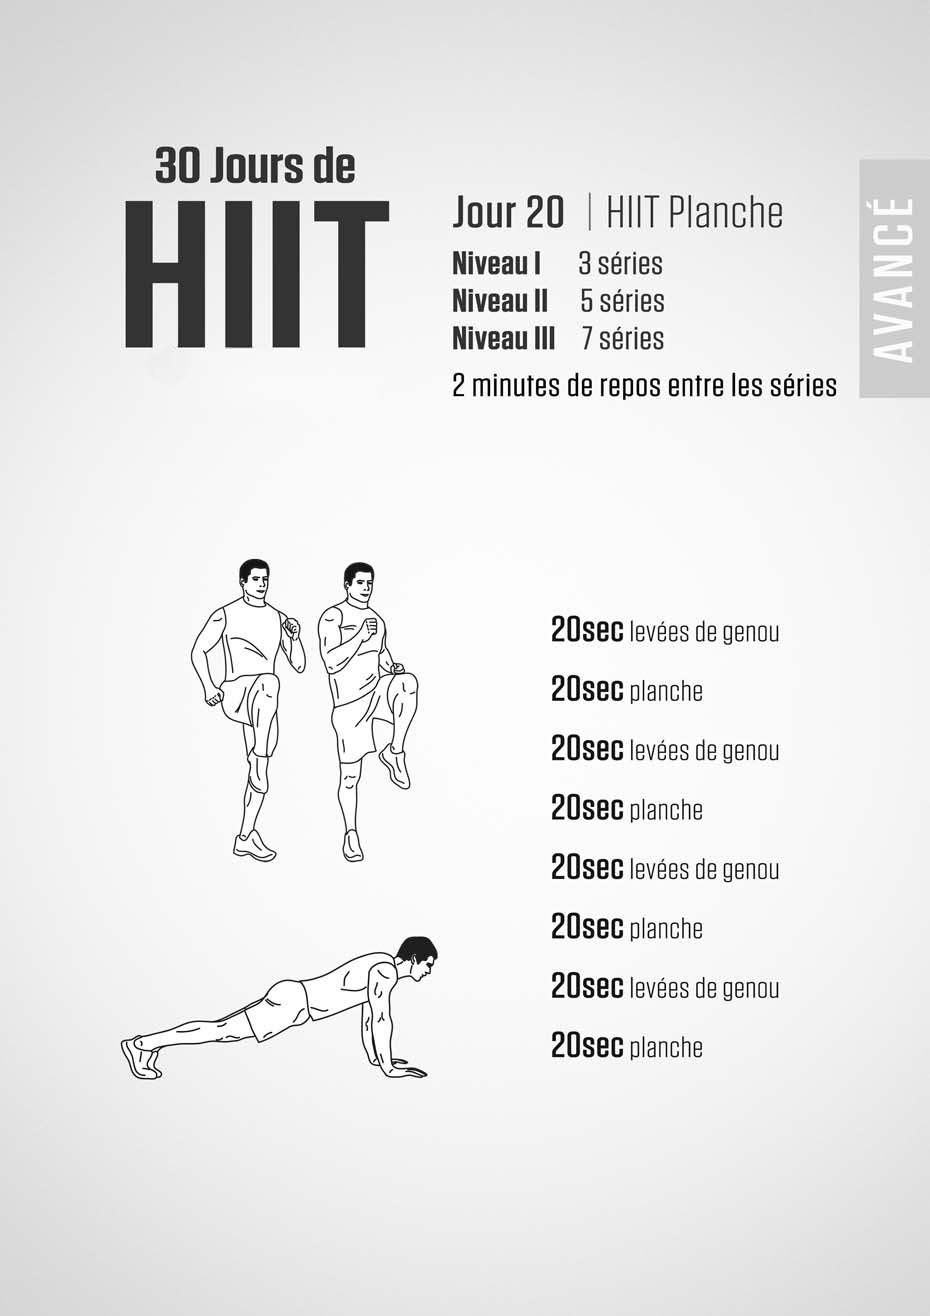 30 Jours de
HIIT
Jour 20 | HIIT Planche
Niveau I 3 séries
Niveau II 5 séries
Niveau III 7 séries
2 minutes de repos entre les séries
AVANCÉ
20sec levées de genou
20sec planche
20sec levées de genou
20sec planche
20sec levées de genou
20sec planche
20sec levées de genou
20sec planche